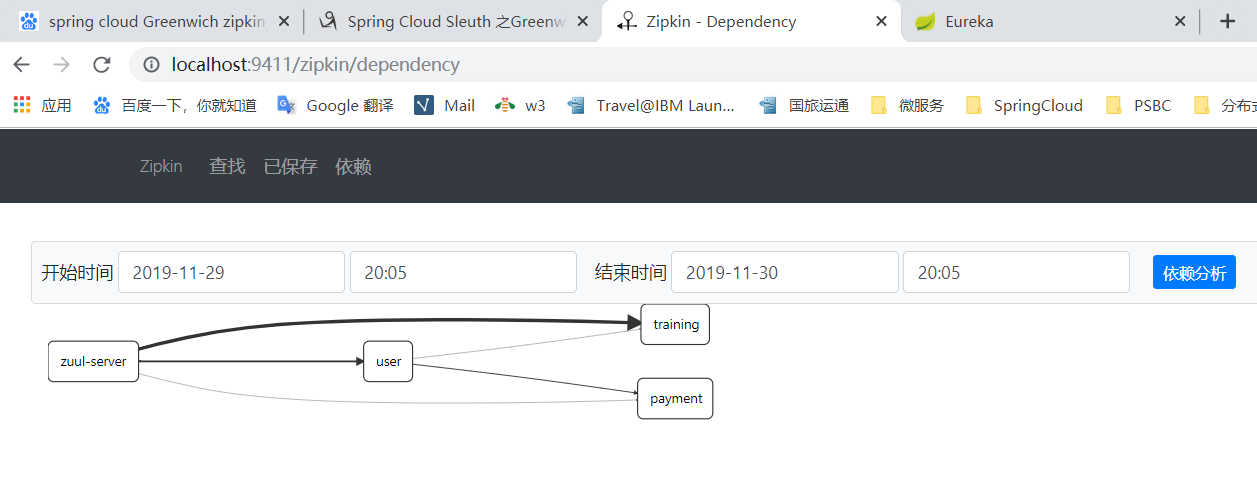 spring cloud Greenwich zipkin Spring Cloud Sleuth 之Greenw Zipkin - Dependency Eureka
localhost:9411/zipkin/dependency
应用 百度一下，你就知道 Google 翻译 Mail w3 Travel@IBM Laun... 国旅运通 微服务 SpringCloud PSBC 分布式
Zipkin 查找 已保存 依赖
开始时间 2019-11-29 20:05 结束时间 2019-11-30 20:05 依赖分析
training
zuul-server user
payment